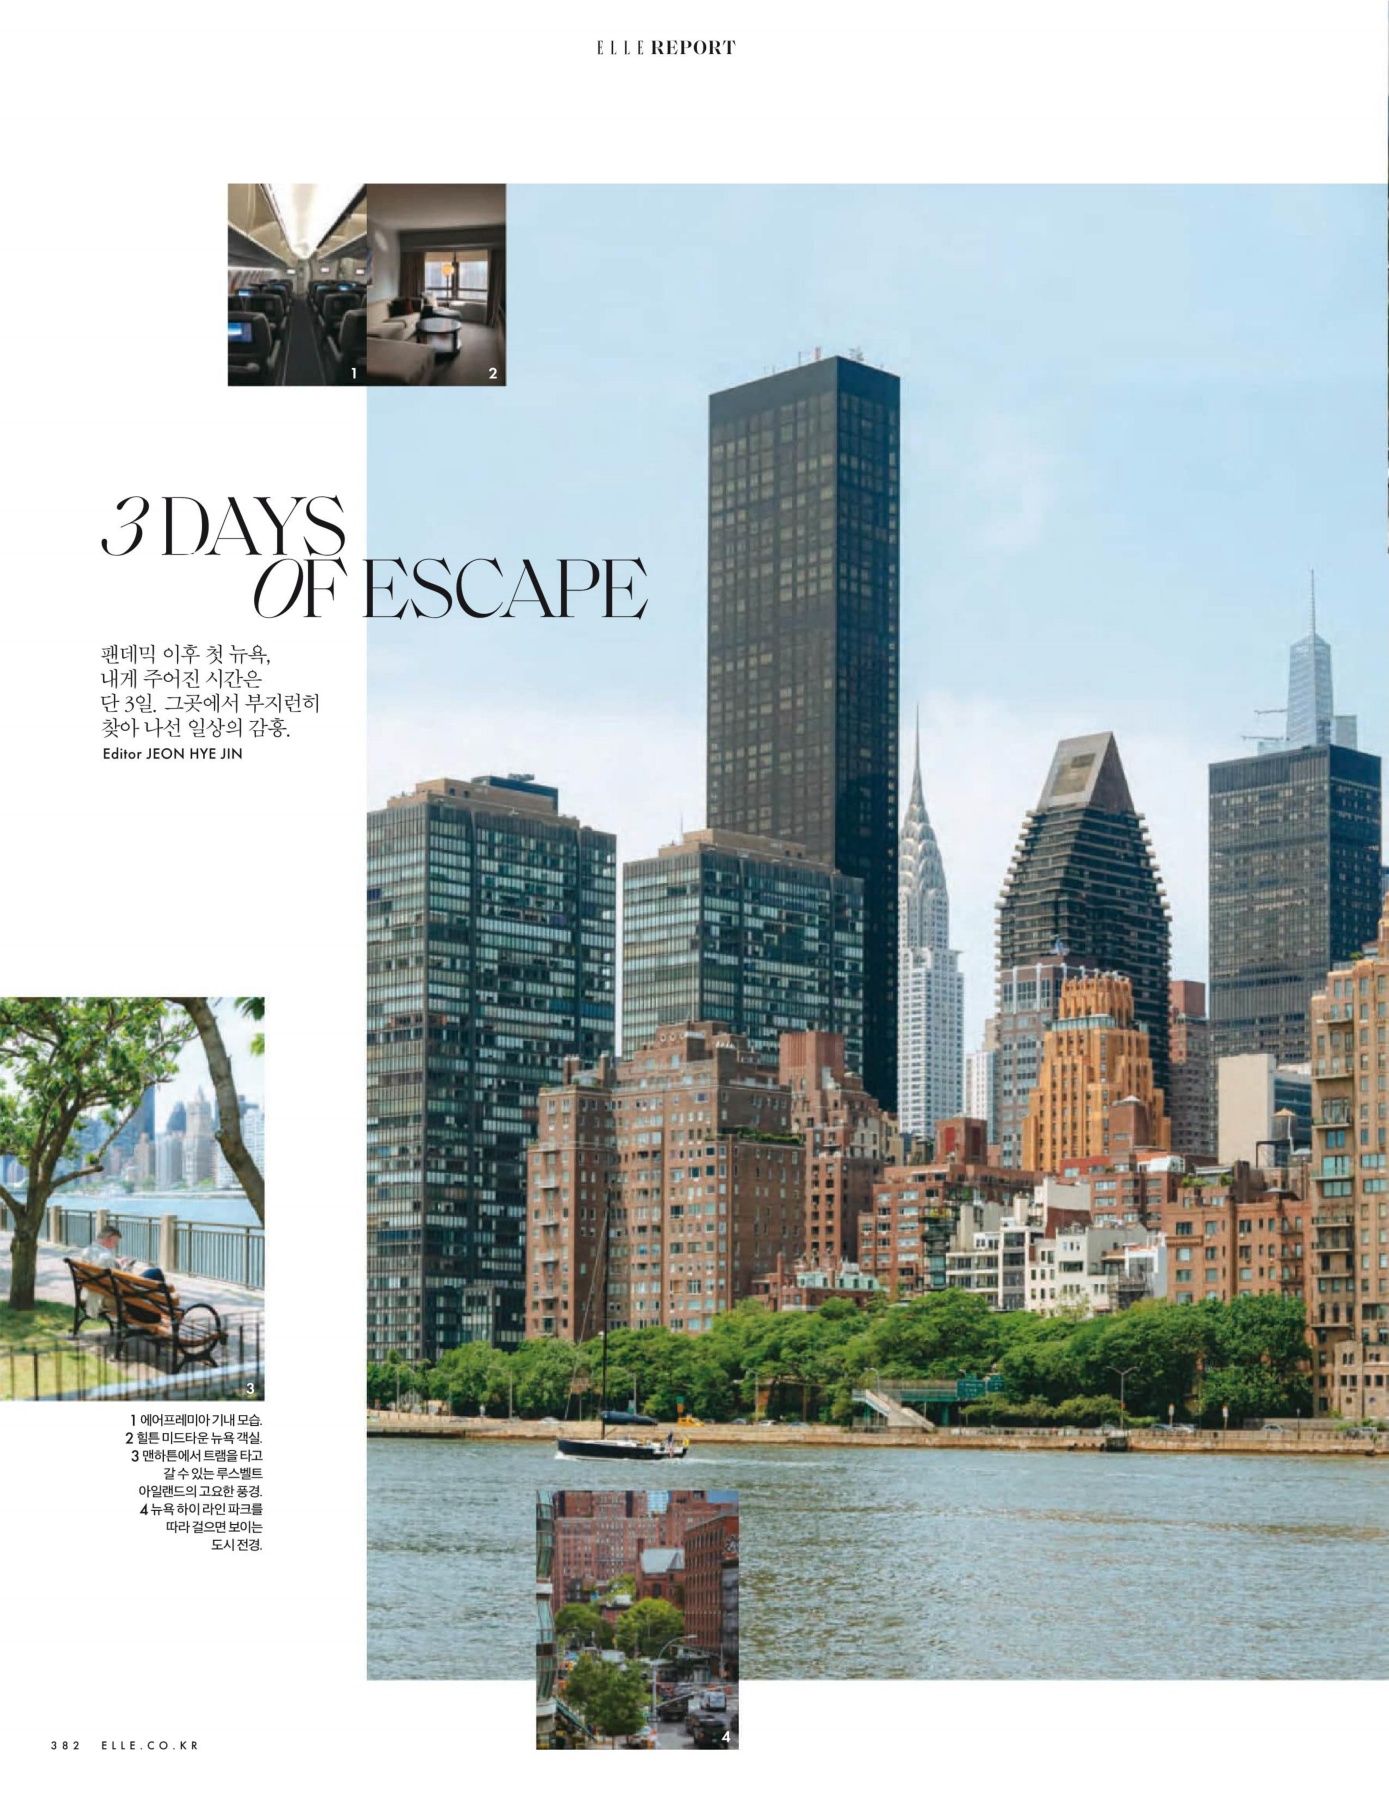 ELLE REPORT
1
2
3 DAYS
OF ESCAPE
팬데믹 이후 첫 뉴욕,
내게 주어진 시간은
단 3일. 그곳에서 부지런히
찾아 나선 일상의 감흥.
Editor JEON HYE JIN
3
1 에어프레미아 기내 모습.
2 힐튼 미드타운 뉴욕 객실.
3 맨하튼에서 트램을 타고
갈 수 있는 루스벨트
아일랜드의 고요한 풍경.
4 뉴욕 하이 라인 파크를
따라 걸으면 보이는
도시 전경.
4
382 ELLE.CO.KR